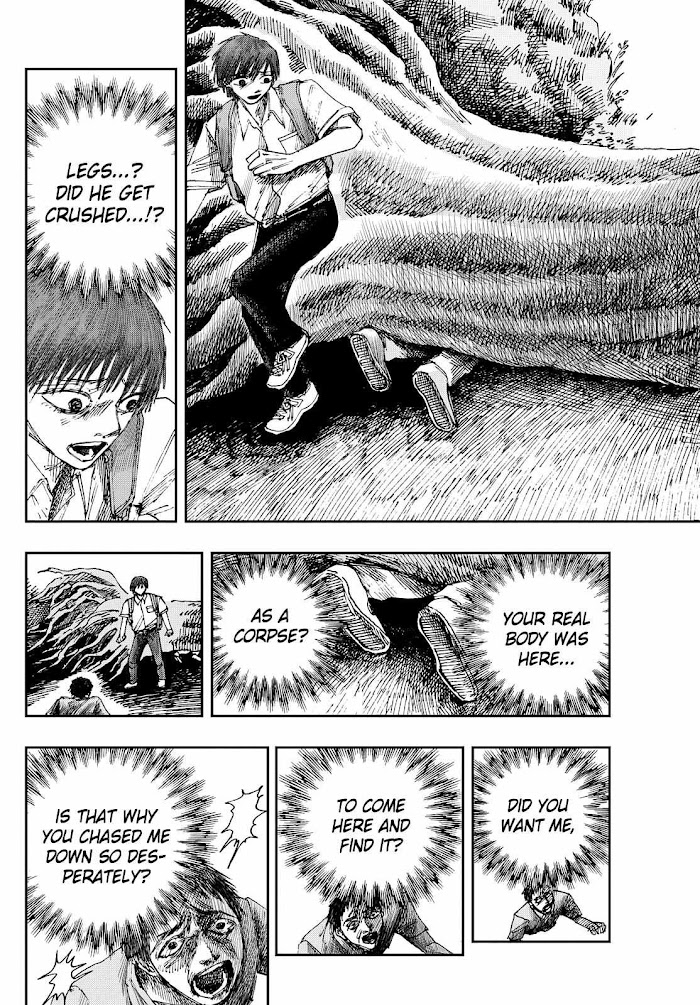 LEGS...?
DID HE GET
CRUSHED...!?
YOUR REAL
BODY WAS
HERE...
AS A
CORPSE?
DID YOU
WANT ME,
TO COME
HERE AND
FIND IT?
IS THAT WHY
YOU CHASED ME
DOWN SO DES-
PERATELY?